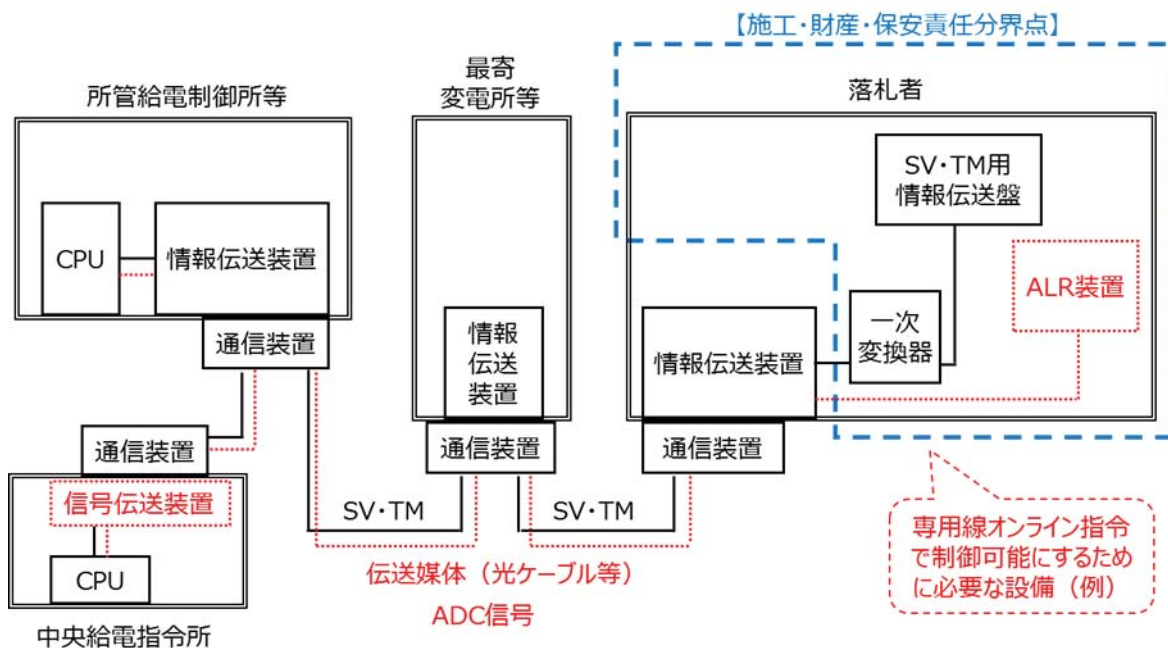 【施工・財産・保安責任分界点】
所管給電制御所等
最寄
変電所等
落札者
SV・TM用
情報伝送盤
CPU
情報伝送装置
ALR装置
情報
伝送
装置
一次
変換器
情報伝送装置
通信装置
通信装置
通信装置
通信装置
信号伝送装置
CPU
SV・TM
SV・TM
専用線オンライン指令
で制御可能にするため
に必要な設備（例）
伝送媒体（光ケーブル等）
ADC信号
中央給電指令所